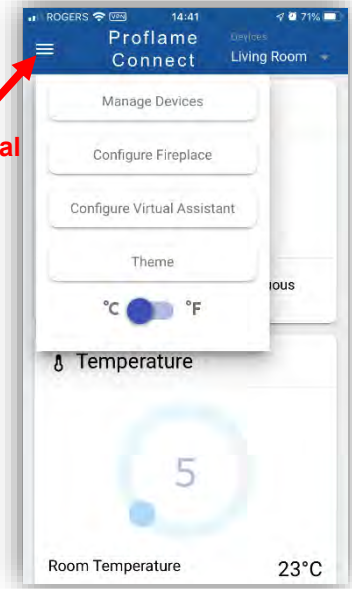 ROGERS VPN 14:41 71%
Proflame Connect
Devices
Living Room
al
Manage Devices
Configure Fireplace
Configure Virtual Assistant
Theme
°C °F
uous
Temperature
5
Room Temperature 23°C